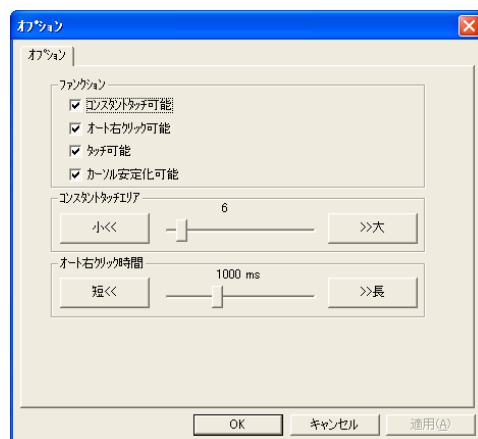 オプション
オプション
ファンクション
コンスタントタッチ可能
オート右クリック可能
タッチ可能
カーソル安定化可能
コンスタントタッチエリア
6
小<<
>>大
オート右クリック時間
1000 ms
短<<
>>長
OK
キャンセル
適用(A)